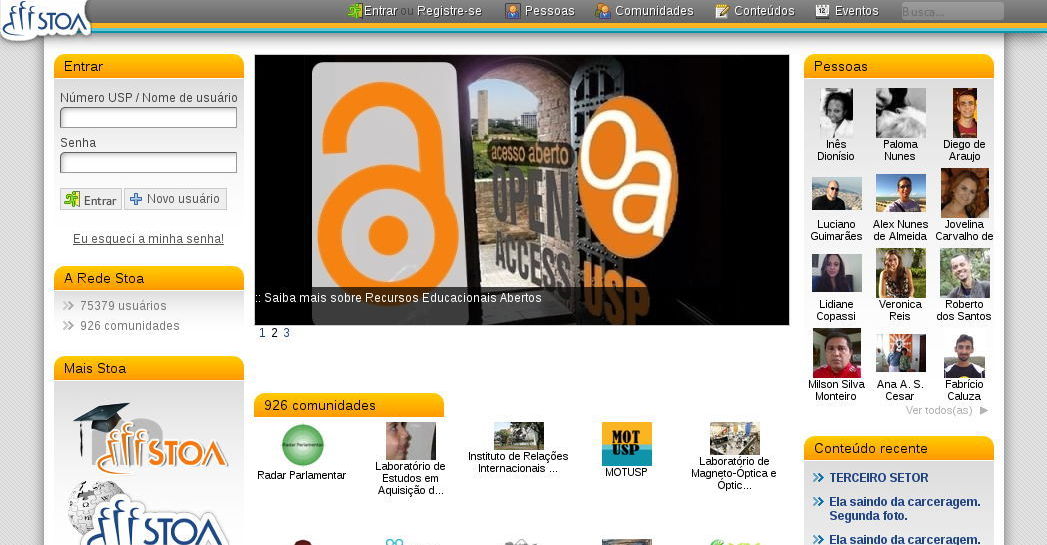 STOA
Entrar ou Registre-se
Pessoas
Comunidades
Conteúdos
Eventos
Busca...
Entrar
Número USP / Nome de usuário
Senha
Entrar
Novo usuário
Eu esqueci a minha senha!
A Rede Stoa
75379 usuários
926 comunidades
Mais Stoa
STOA
STOA
acesso aberto
OPEN
ACCESS
USP
oa
:: Saiba mais sobre Recursos Educacionais Abertos
1 2 3
926 comunidades
Radar Parlamentar
Radar Parlamentar
Laboratório de
Estudos em
Aquisição d...
Instituto de Relações
Internacionais ...
MOT
USP
MOTUSP
Laboratório de
Magneto-Óptica e
Óptic...
Pessoas
Inês
Dionísio
Paloma
Nunes
Diego de
Araujo
Luciano
Guimarães
Alex Nunes
de Almeida
Jovelina
Carvalho de
Lidiane
Copassi
Veronica
Reis
Roberto
dos Santos
Milson Silva
Monteiro
Ana A. S.
Cesar
Fabrício
Caluza
Ver todos(as)
Conteúdo recente
TERCEIRO SETOR
Ela saindo da carceragem.
Segunda foto.
Ela saindo da carceragem.